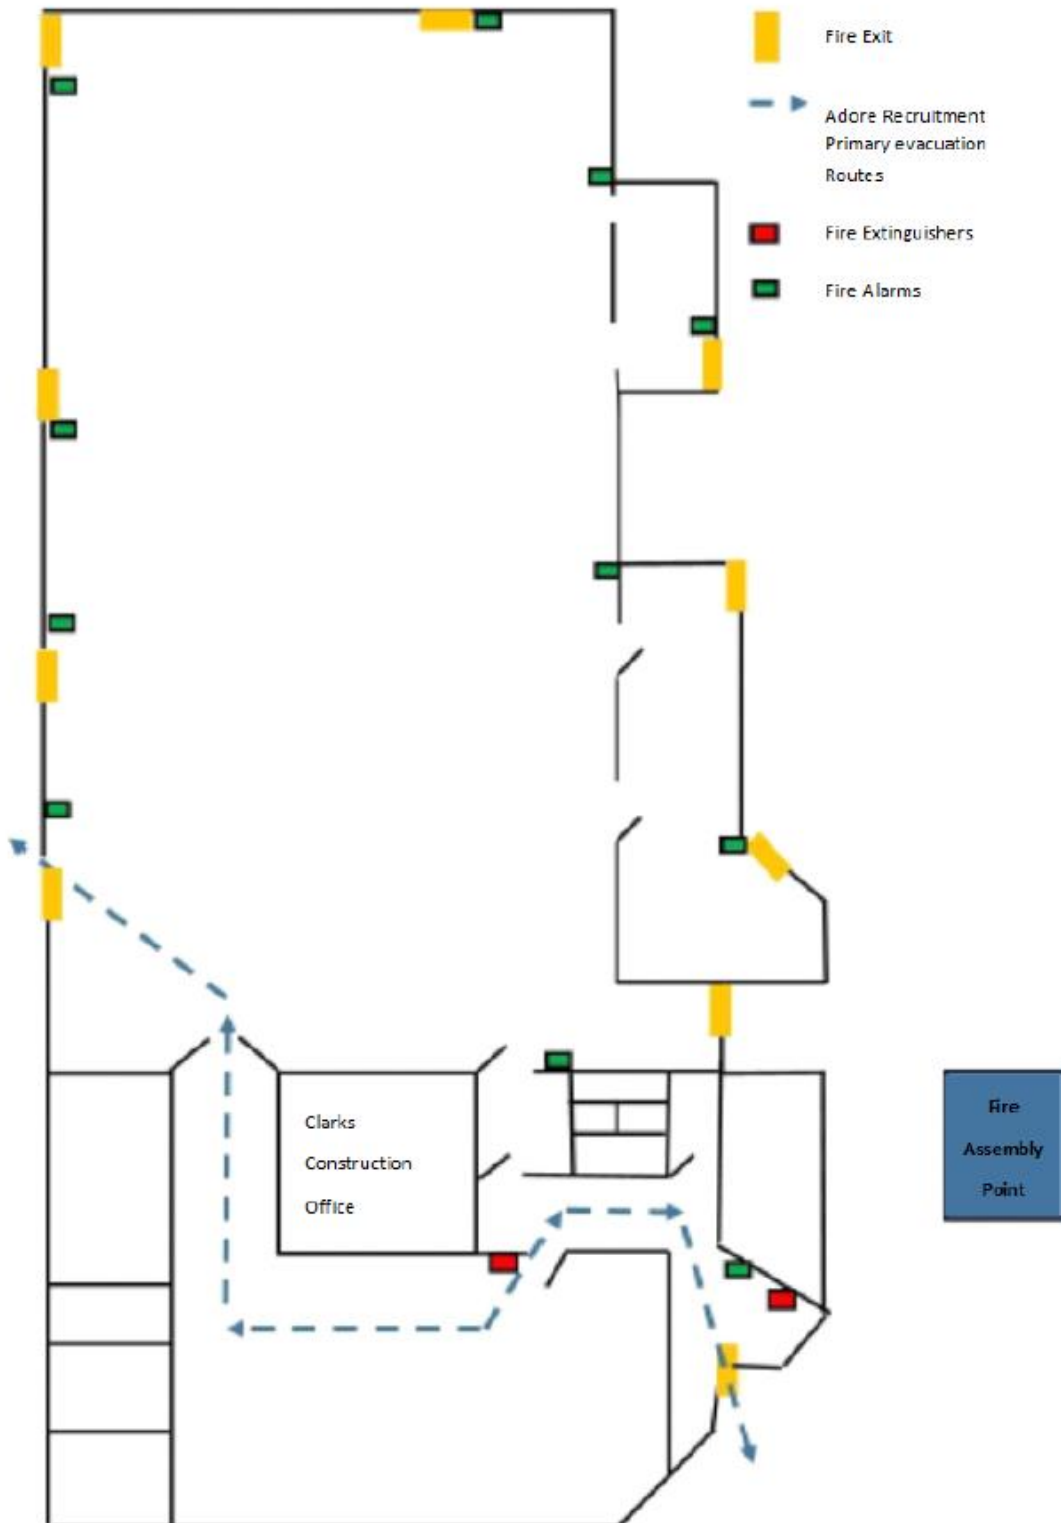 Fire Exit
Adore Recruitment
Primary evacuation
Routes
Fire Extinguishers
Fire Alarms
Clarks
Construction
Office
Fire
Assembly
Point